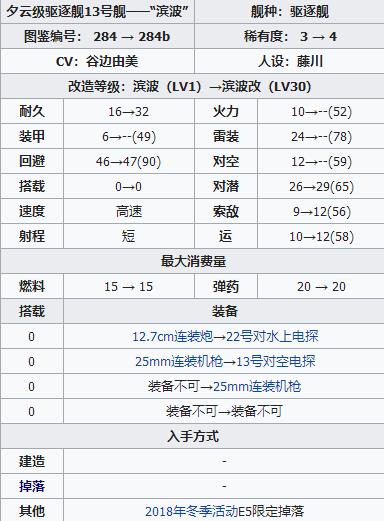 夕云级驱逐舰13号舰——“滨波” 舰种：驱逐舰
图鉴编号： 284 → 284b 稀有度： 3 → 4
CV：谷边由美 人设：藤川
改造等级：滨波（LV1）→滨波改（LV30）
耐久 16→32 火力 10→--(52)
装甲 6→--(49) 雷装 24→--(78)
回避 46→47(90) 对空 12→--(59)
搭载 0→0 对潜 26→29(65)
速度 高速 索敌 9→12(56)
射程 短 运 10→12(58)
最大消费量
燃料 15 → 15 弹药 20 → 20
搭载 装备
0 12.7cm连装炮→22号对水上电探
0 25mm连装机枪→13号对空电探
0 装备不可→25mm连装机枪
0 装备不可→装备不可
入手方式
建造 -
掉落 -
其他 2018年冬季活动E5限定掉落